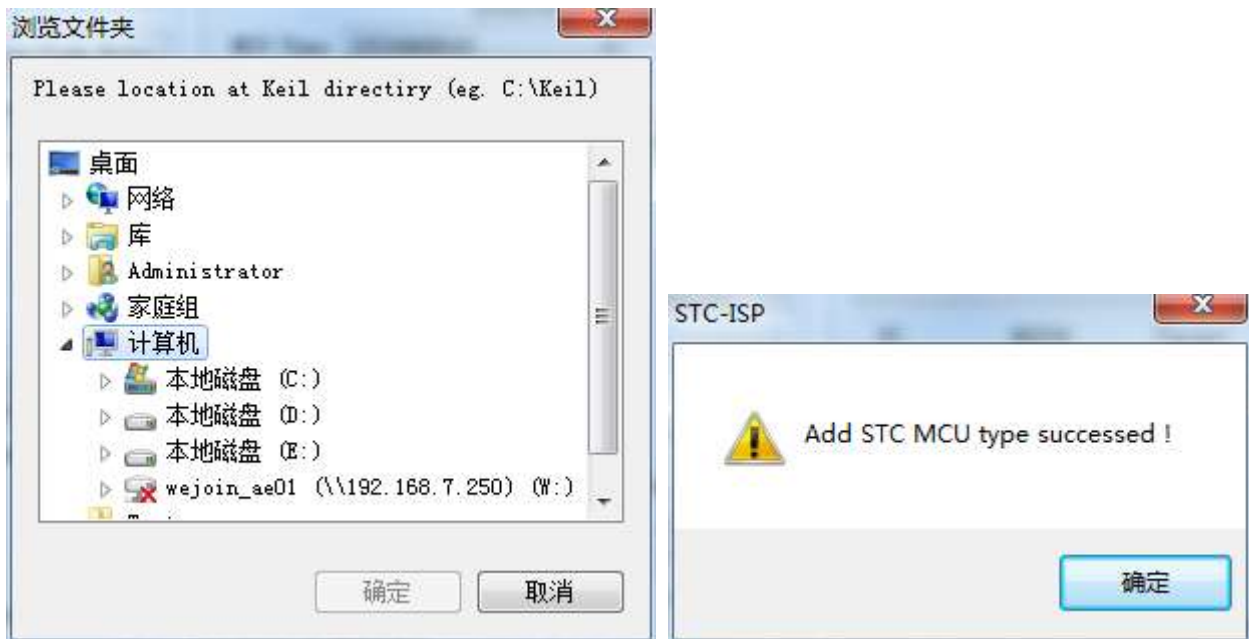 浏览文件夹
Please location at Keil directiry (eg. C:\Keil)
桌面
网络
库
Administrator
家庭组
计算机
本地磁盘 (C:)
本地磁盘 (D:)
本地磁盘 (E:)
wejoin_ae01 (\\192.168.7.250) (W:)
确定
取消
STC-ISP
Add STC MCU type successed !
确定